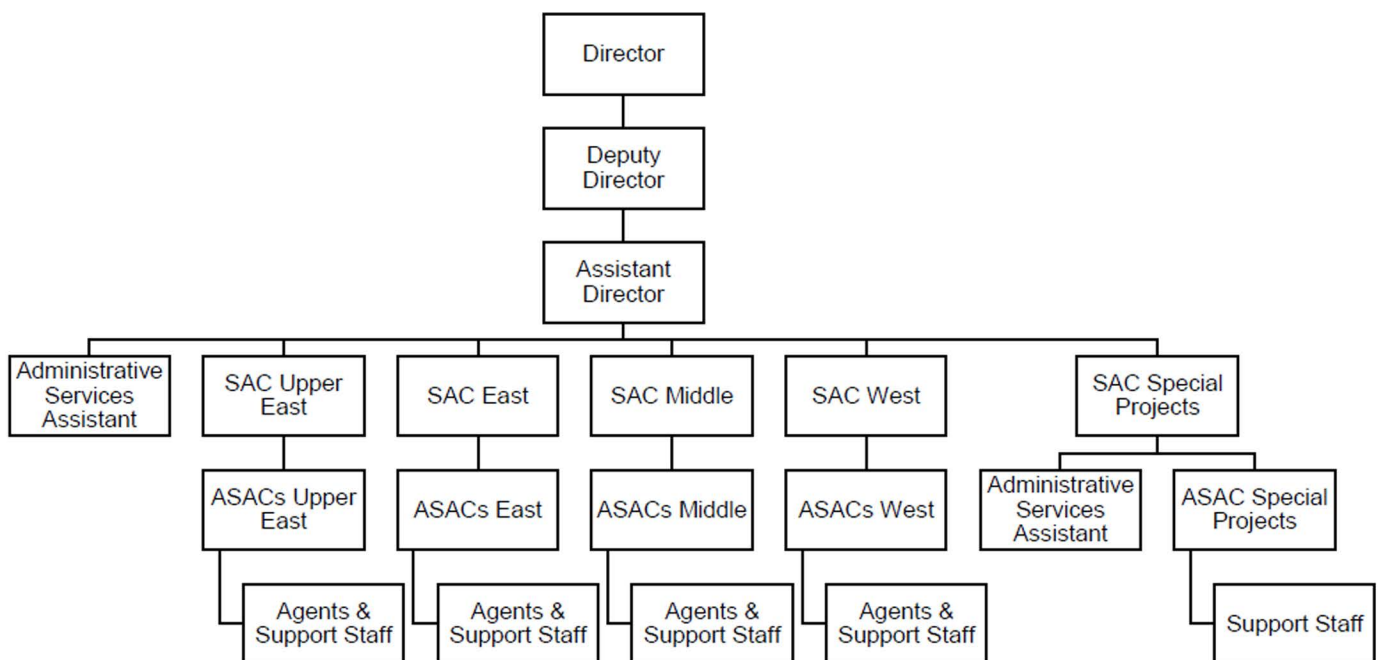 Director
Deputy
Director
Assistant
Director
Administrative
Services
Assistant
SAC Upper
East
SAC East
SAC Middle
SAC West
SAC Special
Projects
ASACs Upper
East
ASACs East
ASACs Middle
ASACs West
Administrative
Services
Assistant
ASAC Special
Projects
Agents &
Support Staff
Agents &
Support Staff
Agents &
Support Staff
Agents &
Support Staff
Support Staff